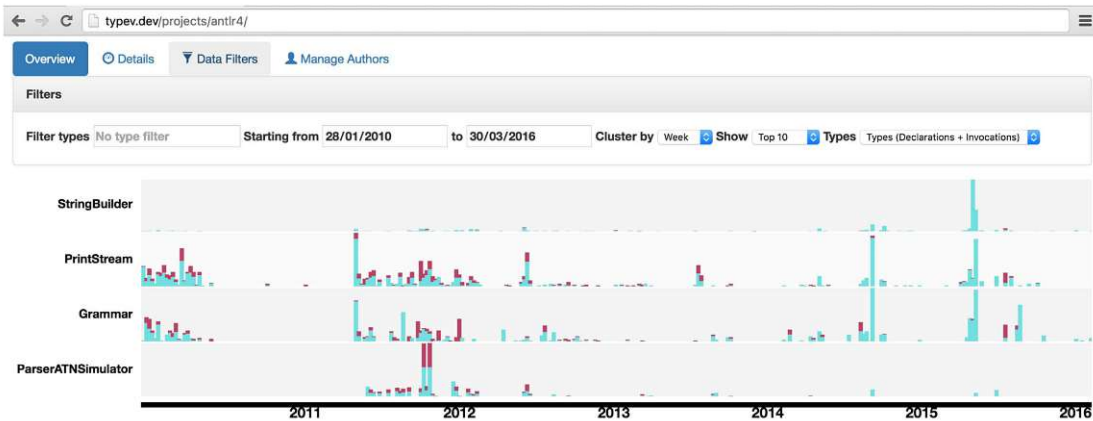 typev.dev/projects/antlr4/
Overview Details Data Filters Manage Authors
Filters
Filter types No type filter Starting from 28/01/2010 to 30/03/2016 Cluster by Week Show Top 10 Types Types (Declarations + Invocations)
StringBuilder
PrintStream
Grammar
ParserATNSimulator
2011 2012 2013 2014 2015 2016